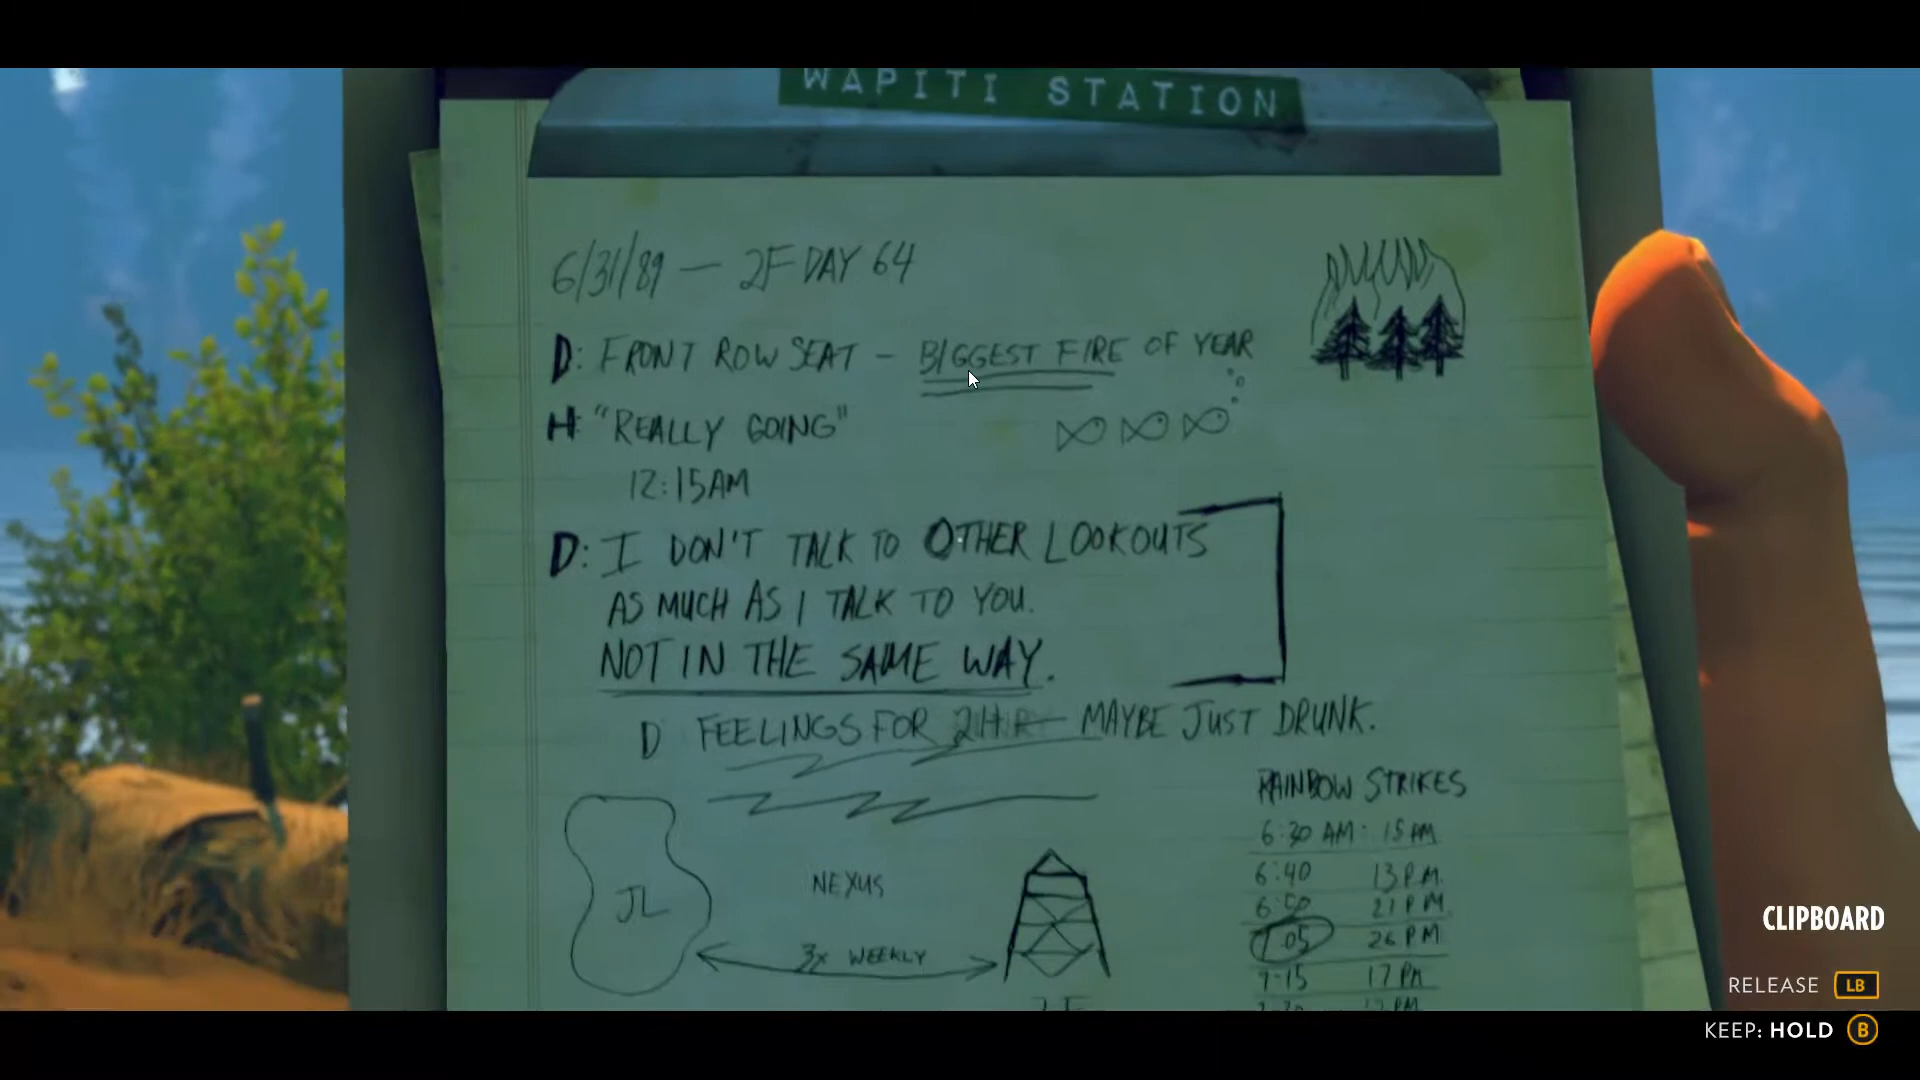 WAPITI STATION
6/31/89 — 2F DAY 64
D: FRONT ROW SEAT - BIGGEST FIRE OF YEAR
H: "REALLY GOING"
12:15AM
D: I DON'T TALK TO OTHER LOOKOUTS
AS MUCH AS I TALK TO YOU.
NOT IN THE SAME WAY.
D FEELINGS FOR MAYBE JUST DRUNK.
RAINBOW STRIKES
6:30 AM: 15 PM
6:40 13 PM.
21 PM
:05 26 PM
7:15 17 PM
JL
NEXUS
3x WEEKLY
CLIPBOARD
RELEASE LB
KEEP: HOLD B